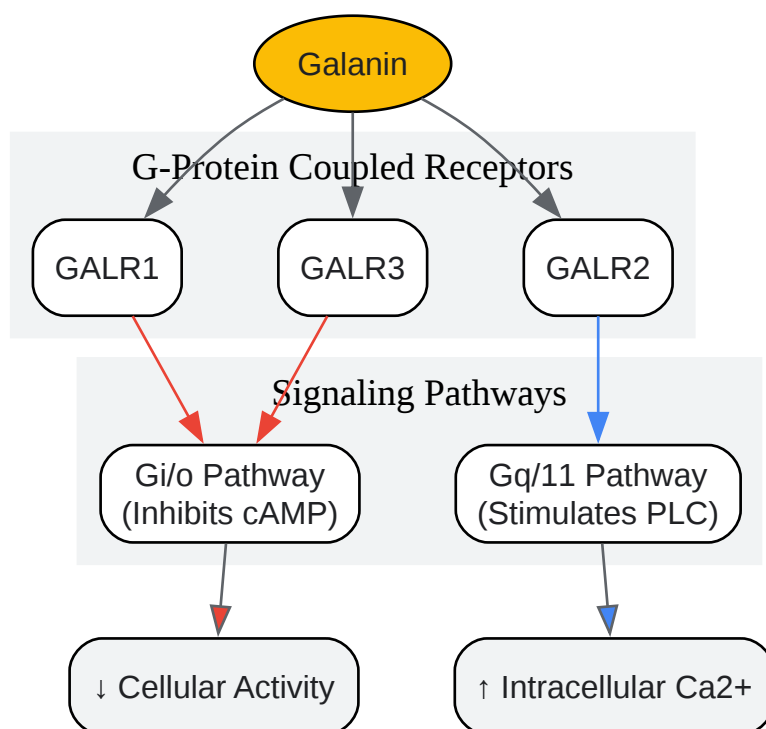 Galanin
G-Protein Coupled Receptors
GALR1
GALR3
GALR2
Signaling Pathways
Gi/o Pathway
(Inhibits cAMP)
Gq/11 Pathway
(Stimulates PLC)
↓ Cellular Activity
↑ Intracellular Ca2+